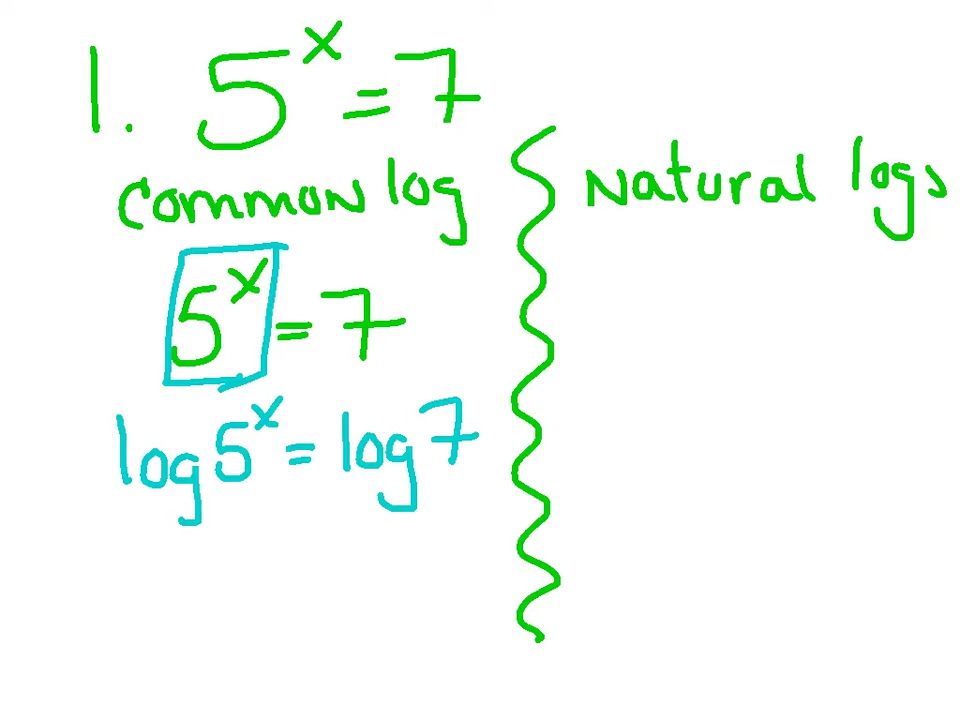 1. 5^x = 7
common log
5^x = 7
log 5^x = log 7
Natural logs